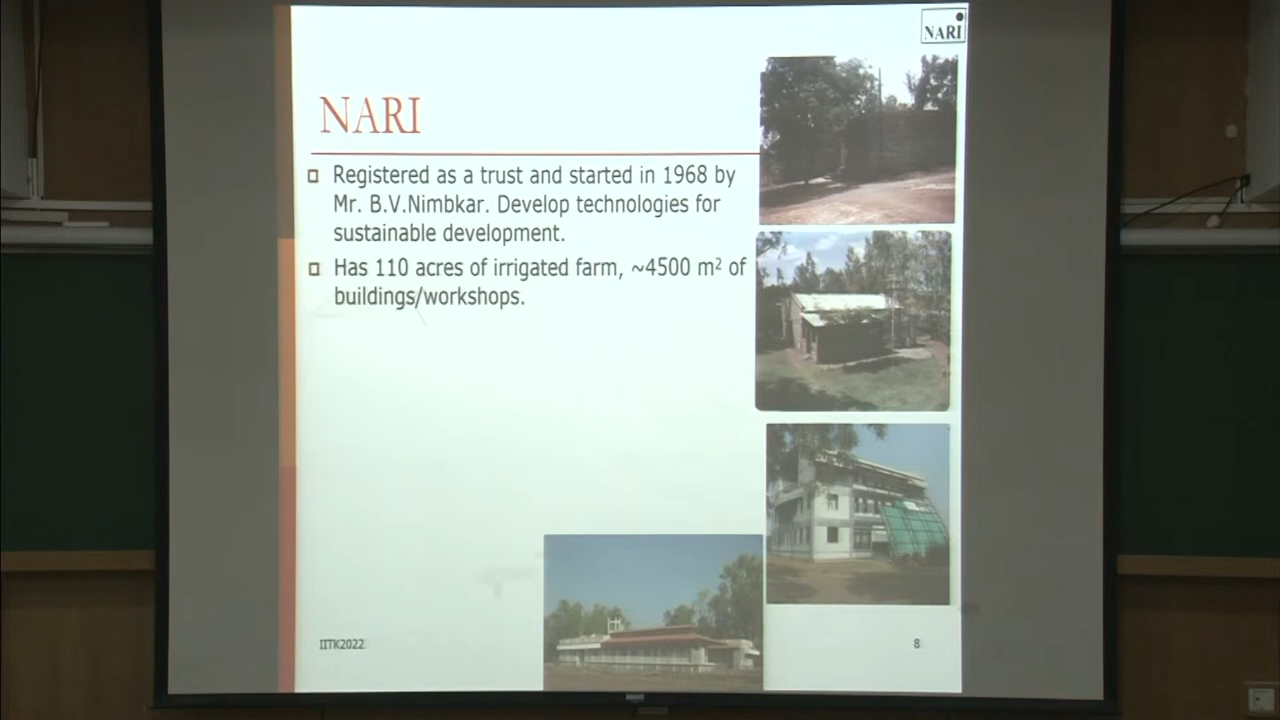 NARI
NARI
Registered as a trust and started in 1968 by
Mr. B.V.Nimbkar. Develop technologies for
sustainable development.
Has 110 acres of irrigated farm, ~4500 m² of
buildings/workshops.
IITK2022
8